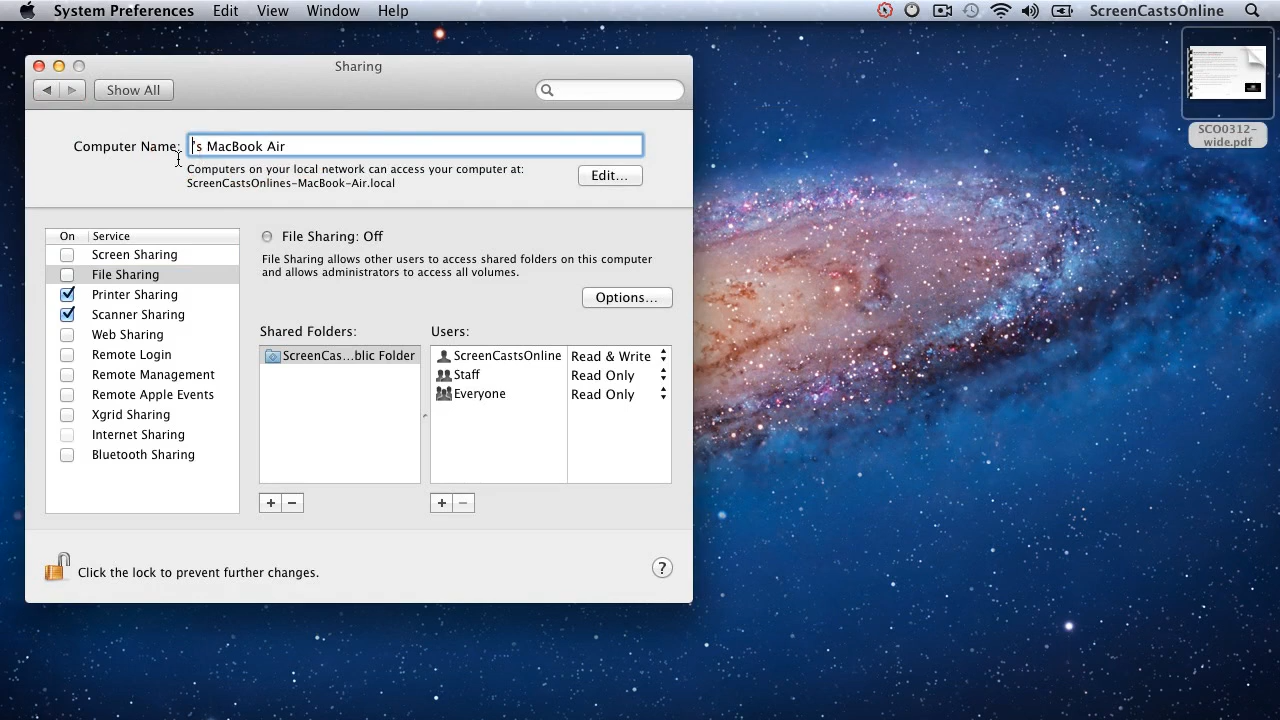 System Preferences Edit View Window Help ScreenCastsOnline
Sharing
Show All
Computer Name: 's MacBook Air
Computers on your local network can access your computer at:
ScreenCastsOnlines-MacBook-Air.local
Edit...
On Service
Screen Sharing
File Sharing
Printer Sharing
Scanner Sharing
Web Sharing
Remote Login
Remote Management
Remote Apple Events
Xgrid Sharing
Internet Sharing
Bluetooth Sharing
File Sharing: Off
File Sharing allows other users to access shared folders on this computer
and allows administrators to access all volumes.
Options...
Shared Folders:
ScreenCas...blic Folder
Users:
ScreenCastsOnline Read & Write
Staff Read Only
Everyone Read Only
+ −
+ −
Click the lock to prevent further changes.
?
SCO0312-
wide.pdf